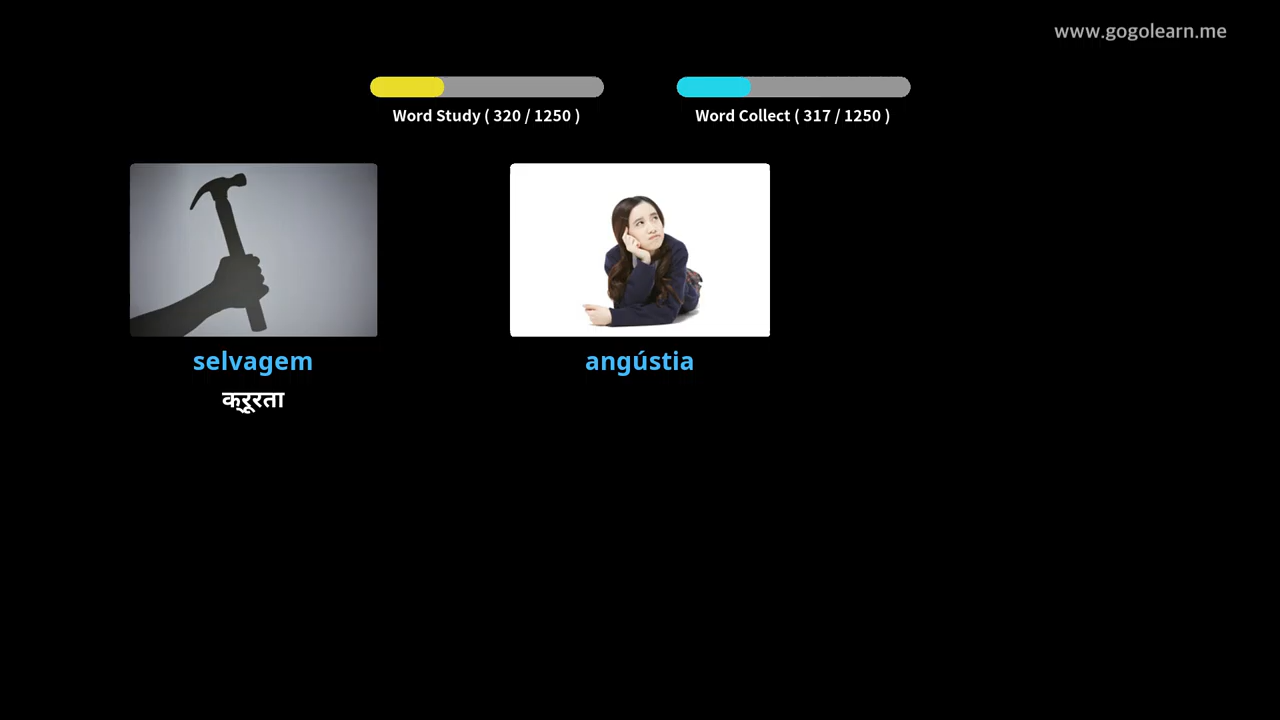 www.gogolearn.me
Word Study ( 320 / 1250 )
Word Collect ( 317 / 1250 )
selvagem
angústia
क्रूरता